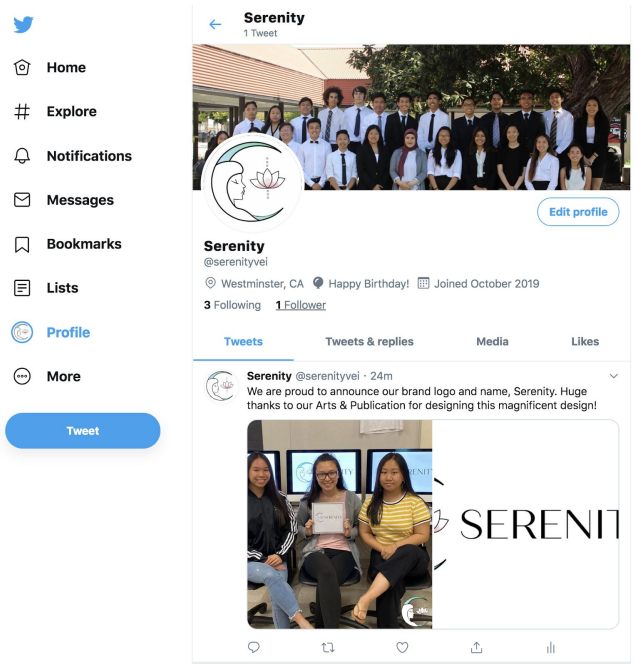 Serenity
1 Tweet
Home
Explore
Notifications
Messages
Bookmarks
Lists
Profile
More
Tweet
Edit profile
Serenity
@serenityvei
Westminster, CA Happy Birthday! Joined October 2019
3 Following 1 Follower
Tweets Tweets & replies Media Likes
Serenity @serenityvei · 24m
We are proud to announce our brand logo and name, Serenity. Huge
thanks to our Arts & Publication for designing this magnificent design!
SERENIT